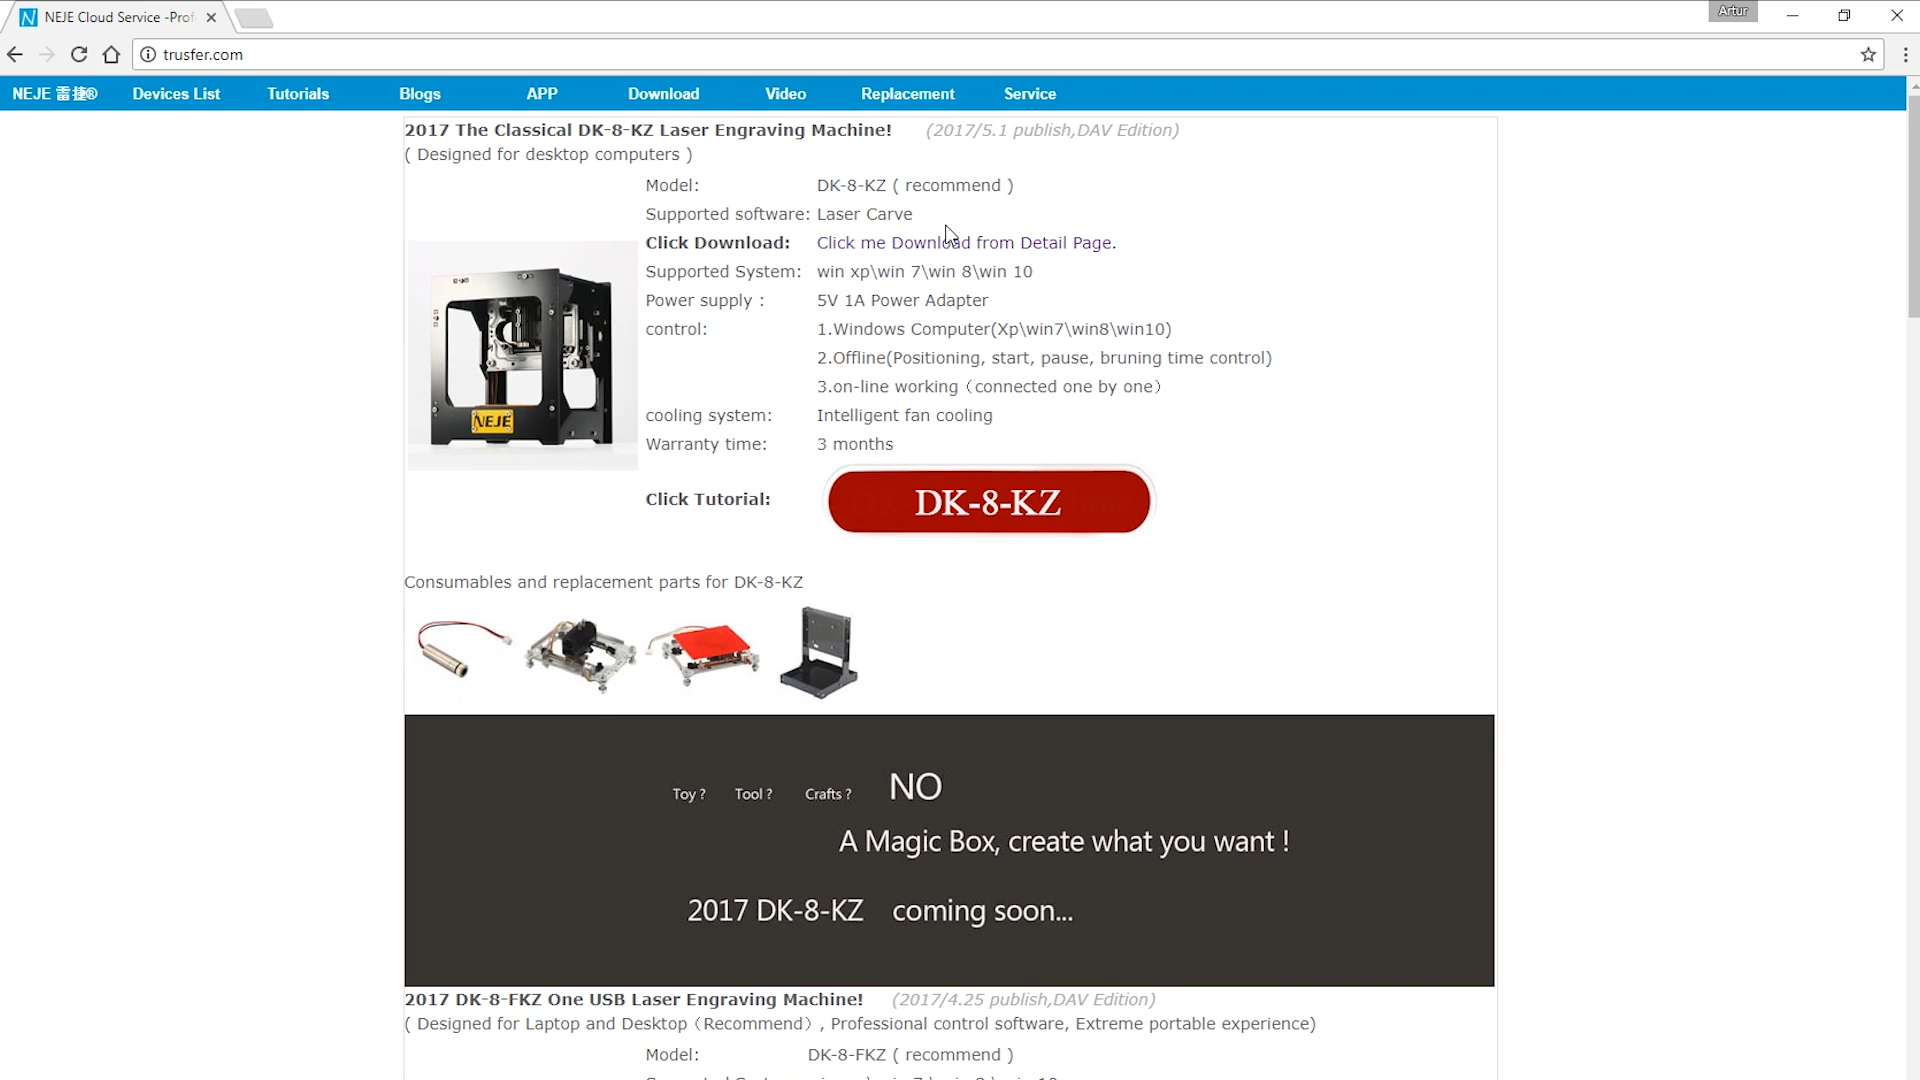 NEJE Cloud Service -Prof
Artur
trusfer.com
NEJE 雷捷® Devices List Tutorials Blogs APP Download Video Replacement Service
2017 The Classical DK-8-KZ Laser Engraving Machine! (2017/5.1 publish,DAV Edition)
( Designed for desktop computers )
Model: DK-8-KZ ( recommend )
Supported software: Laser Carve
Click Download: Click me Download from Detail Page.
Supported System: win xp\win 7\win 8\win 10
Power supply : 5V 1A Power Adapter
control: 1.Windows Computer(Xp\win7\win8\win10)
2.Offline(Positioning, start, pause, bruning time control)
3.on-line working（connected one by one）
cooling system: Intelligent fan cooling
Warranty time: 3 months
NEJE
Click Tutorial: DK-8-KZ
Consumables and replacement parts for DK-8-KZ
Toy ? Tool ? Crafts ? NO
A Magic Box, create what you want !
2017 DK-8-KZ coming soon...
2017 DK-8-FKZ One USB Laser Engraving Machine! (2017/4.25 publish,DAV Edition)
( Designed for Laptop and Desktop（Recommend）, Professional control software, Extreme portable experience)
Model: DK-8-FKZ ( recommend )